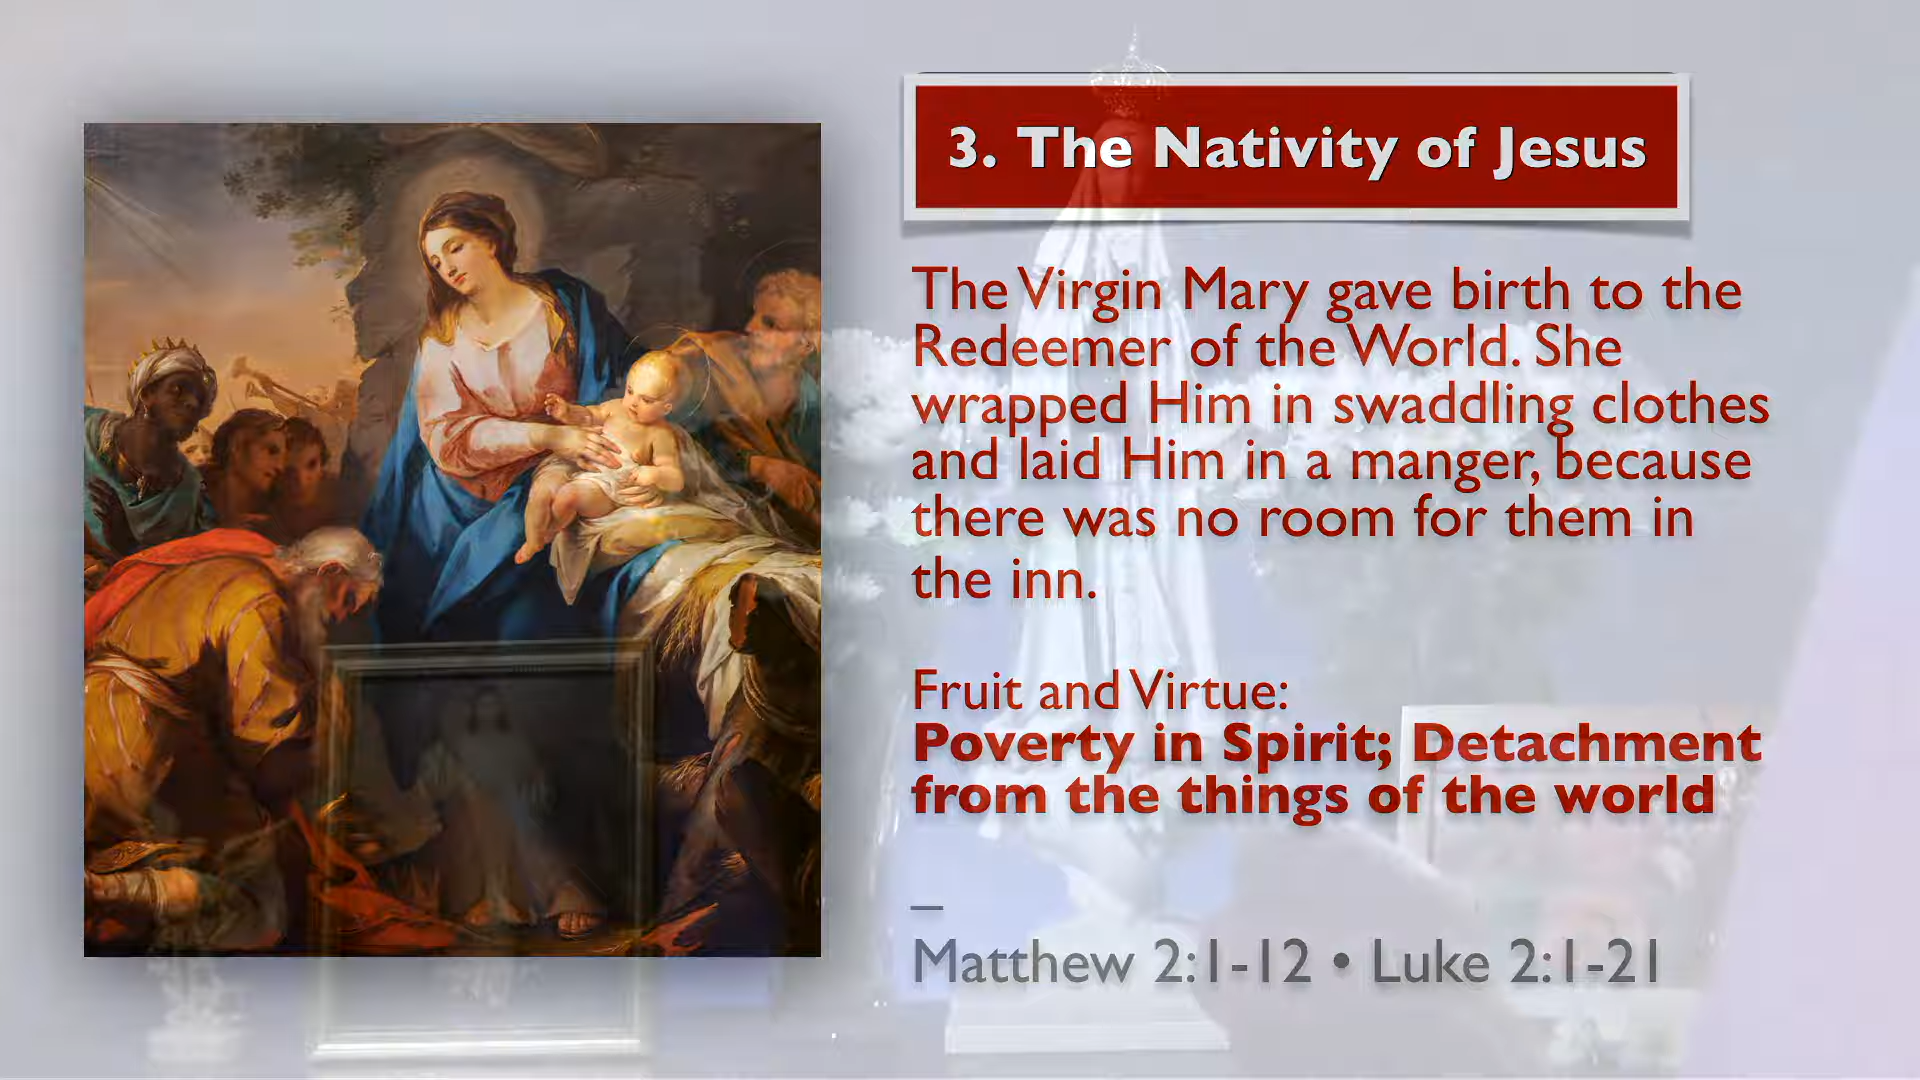 3. The Nativity of Jesus
The Virgin Mary gave birth to the
Redeemer of the World. She
wrapped Him in swaddling clothes
and laid Him in a manger, because
there was no room for them in
the inn.
Fruit and Virtue:
Poverty in Spirit; Detachment
from the things of the world
–
Matthew 2:1-12 • Luke 2:1-21